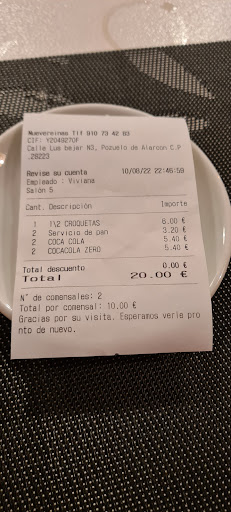 Nuevereinas Tlf 910 73 42 83
CIF: Y2049270F
Calle Luis bejar N3, Pozuelo de Alarcon C.P
.28223
Revise su cuenta 10/08/22 22:46:59
Empleado : Viviana
Salón 5
Cant. Descripción Importe
1 1\2 CROQUETAS 6.00 €
2 Servicio de pan 3.20 €
2 COCA COLA 5.40 €
2 COCACOLA ZERO 5.40 €
Total descuento 0.00 €
Total 20.00 €
N° de comensales: 2
Total por comensal: 10.00 €
Gracias por su visita. Esperamos verle pro
nto de nuevo.